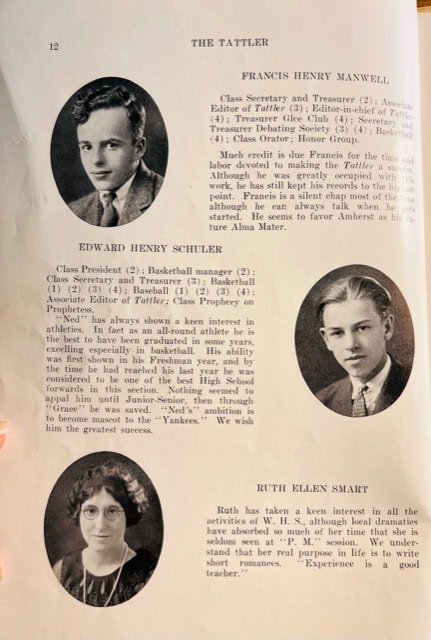 12
THE TATTLER
FRANCIS HENRY MANWELL
Class Secretary and Treasurer (2); Associate
Editor of Tattler (3); Editor-in-chief of Tattler
(4); Treasurer Glee Club (4); Secretary and
Treasurer Debating Society (3) (4); Basketball
(4); Class Orator; Honor Group.
Much credit is due Francis for the time and
labor devoted to making the Tattler a success.
Although he was greatly occupied with this
work, he has still kept his records to the highest
point. Francis is a silent chap most of the time
although he can always talk when he gets
started. He seems to favor Amherst as his fu-
ture Alma Mater.
EDWARD HENRY SCHULER
Class President (2); Basketball manager (2);
Class Secretary and Treasurer (3); Basketball
(1) (2) (3) (4); Baseball (1) (2) (3) (4);
Associate Editor of Tattler; Class Prophecy on
Prophetess.
"Ned" has always shown a keen interest in
athletics. In fact as an all-round athlete he is
the best to have been graduated in some years,
excelling especially in basketball. His ability
was first shown in his Freshman year, and by
the time he had reached his last year he was
considered to be one of the best High School
forwards in this section. Nothing seemed to
appal him until Junior-Senior, then through
"Grace" he was saved. "Ned's" ambition is
to become mascot to the "Yankees." We wish
him the greatest success.
RUTH ELLEN SMART
Ruth has taken a keen interest in all the
activities of W. H. S., although local dramatics
have absorbed so much of her time that she is
seldom seen at "P. M." session. We under-
stand that her real purpose in life is to write
short romances. "Experience is a good
teacher."